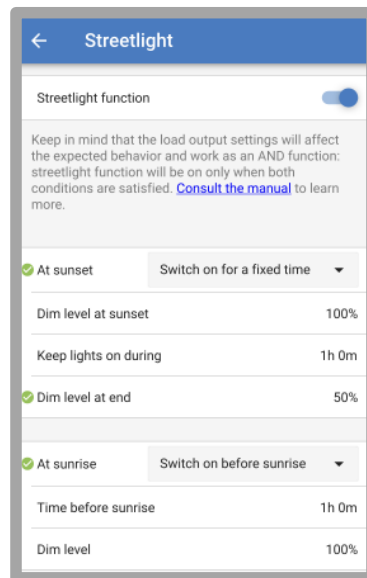 Streetlight
Streetlight function
Keep in mind that the load output settings will affect
the expected behavior and work as an AND function:
streetlight function will be on only when both
conditions are satisfied. Consult the manual to learn
more.
At sunset Switch on for a fixed time
Dim level at sunset 100%
Keep lights on during 1h 0m
Dim level at end 50%
At sunrise Switch on before sunrise
Time before sunrise 1h 0m
Dim level 100%